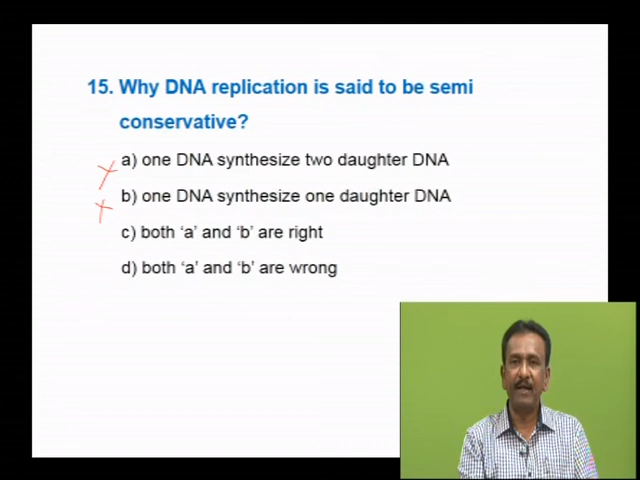 15. Why DNA replication is said to be semi
conservative?
a) one DNA synthesize two daughter DNA
b) one DNA synthesize one daughter DNA
c) both ‘a’ and ‘b’ are right
d) both ‘a’ and ‘b’ are wrong